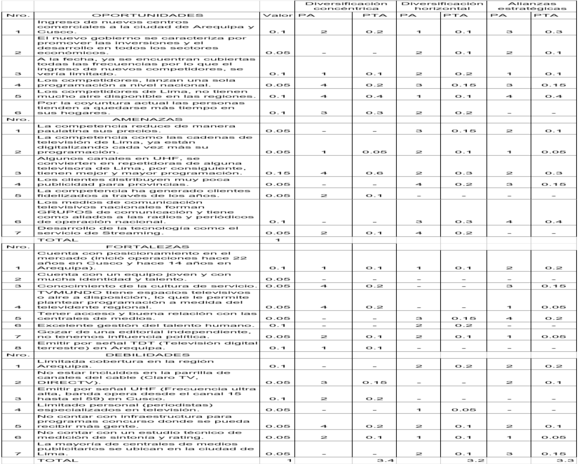 Diversificación concéntrica Diversificación horizontal Alianzas estratégicas
Nro. OPORTUNIDADES Valor PA PTA PA PTA PA PTA
Ingreso de nuevos centros
comerciales a la ciudad de Arequipa y
1 Cusco. 0.1 2 0.2 1 0.1 3 0.3
El nuevo gobierno se caracteriza por
promover las inversiones y el
desarrollo en todos los sectores
2 económicos. 0.05 - - 2 0.1 2 0.1
A la fecha, ya se encuentran cubiertas
todas las frecuencias por lo que el
ingreso de nuevos competidores, se
3 vería limitado. 0.1 1 0.1 2 0.2 1 0.1
Los competidores, lanzan una sola
4 programación a nivel nacional. 0.05 4 0.2 3 0.15 3 0.15
Los competidores de Lima, no tienen
5 mucho aire disponible en las regiones. 0.1 4 0.4 1 0.1 4 0.4
Por la coyuntura actual las personas
tienden a quedarse más tiempo en
6 sus hogares. 0.1 3 0.3 2 0.2 - -
Nro. AMENAZAS
La competencia reduce de manera
1 paulatina sus precios. 0.05 - - 3 0.15 2 0.1
La competencia como las cadenas de
televisión de Lima, ya están
digitalizando cada vez más su
2 programación. 0.05 1 0.05 2 0.1 1 0.05
Algunos canales en UHF, se
convierten en repetidoras de alguna
televisora de Lima, por consiguiente,
3 tienen mejor y mayor programación. 0.15 4 0.6 2 0.3 2 0.3
Los clientes distribuyen muy poca
4 publicidad para provincias. 0.05 - - 4 0.2 3 0.15
La competencia ha generado clientes
5 fidelizados a través de los años. 0.05 2 0.1 - - - -
Los medios de comunicación
televisivos nacionales forman
GRUPOS de comunicación y tiene
como aliados a las radios y periódicos
6 de operación nacional. 0.1 - - 3 0.3 4 0.4
Desarrollo de la tecnología como el
7 servicio de Streaming. 0.05 2 0.1 4 0.2 - -
TOTAL 1
Nro. FORTALEZAS
Cuenta con posicionamiento en el
mercado (inició operaciones hace 22
años en Cusco y hace 14 años en
1 Arequipa). 0.1 1 0.1 1 0.1 2 0.2
Cuenta con un equipo joven y con
2 mucha identidad y talento. 0.05 - - - - - -
3 Conocimiento de la cultura de servicio. 0.05 4 0.2 - - 3 0.15
TVMUNDO tiene espacios televisivos
o aire a disposición, lo que le permite
plantear programación a medida del
4 televidente regional. 0.05 4 0.2 - - 1 0.05
Tener acceso y buena relación con las
5 centrales de medios. 0.05 - - 3 0.15 4 0.2
6 Excelente gestión del talento humano. 0.1 - - 2 0.2 - -
Gozar de una editorial independiente,
7 no tenemos influencia política. 0.05 2 0.1 2 0.1 1 0.05
Emitir por señal TDT (Televisión digital
8 terrestre) en Arequipa. 0.1 1 0.1 - - - -
Nro. DEBILIDADES
Limitada cobertura en la región
1 Arequipa. 0.1 - - 2 0.2 2 0.2
No estar incluidos en la parrilla de
canales del cable (Claro TV,
2 DIRECTV). 0.05 3 0.15 - - 2 0.1
Emitir por señal UHF (Frecuencia ultra
alta, banda opera desde el canal 15
3 hasta el 59) en Cusco. 0.1 2 0.2 - - - -
Limitado personal (periodistas)
4 especializados en televisión. 0.05 - - 1 0.05 - -
No contar con infraestructura para
programas concurso donde se pueda
5 recibir más gente. 0.05 4 0.2 2 0.1 2 0.1
No contar con un estudio técnico de
6 medición de sintonía y rating. 0.05 2 0.1 1 0.1 1 0.05
La mayoría de centrales de medios
publicitarios se ubican en la ciudad de
7 Lima. 0.05 - - 2 0.1 3 0.15
TOTAL 1 3.4 3.2 3.3